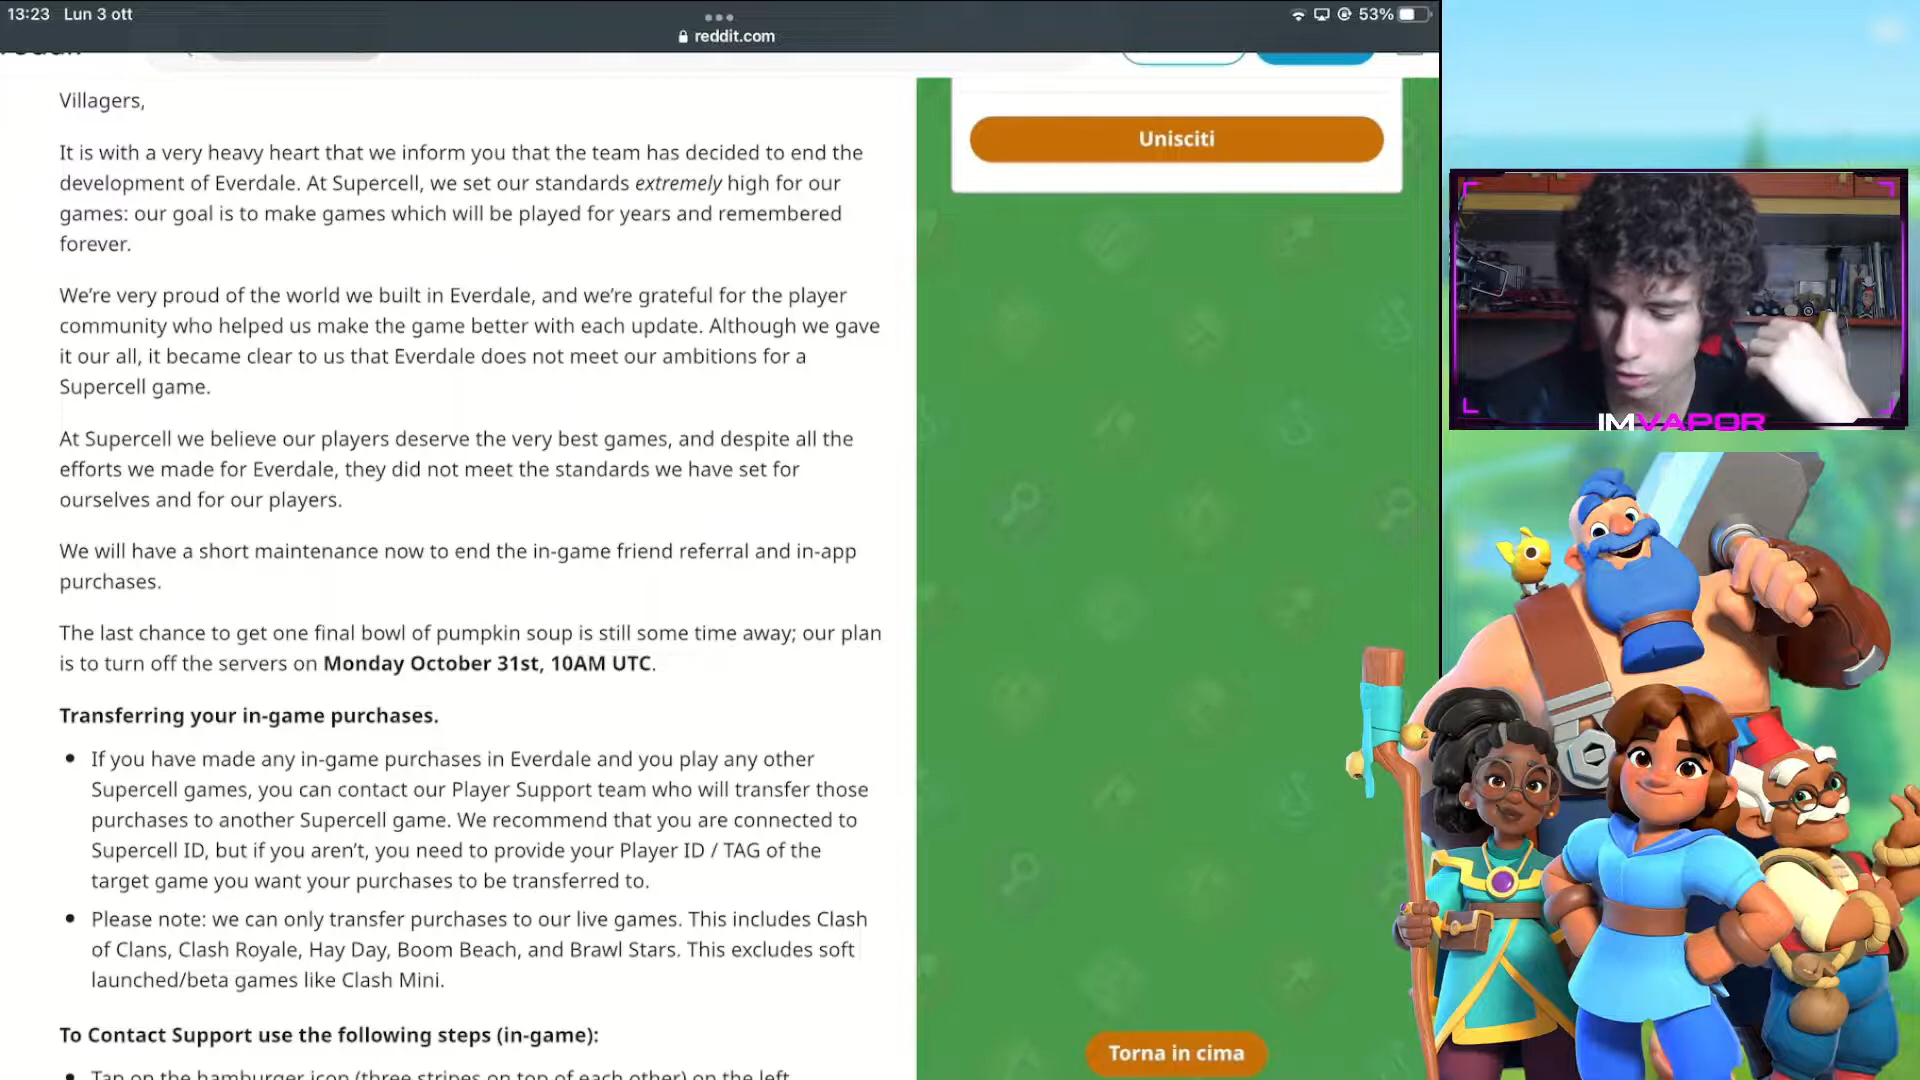 13:23 Lun 3 ott
53%
reddit.com
Unisciti
Villagers,
It is with a very heavy heart that we inform you that the team has decided to end the
development of Everdale. At Supercell, we set our standards extremely high for our
games: our goal is to make games which will be played for years and remembered
forever.
We’re very proud of the world we built in Everdale, and we’re grateful for the player
community who helped us make the game better with each update. Although we gave
it our all, it became clear to us that Everdale does not meet our ambitions for a
Supercell game.
At Supercell we believe our players deserve the very best games, and despite all the
efforts we made for Everdale, they did not meet the standards we have set for
ourselves and for our players.
We will have a short maintenance now to end the in-game friend referral and in-app
purchases.
The last chance to get one final bowl of pumpkin soup is still some time away; our plan
is to turn off the servers on Monday October 31st, 10AM UTC.
Transferring your in-game purchases.
• If you have made any in-game purchases in Everdale and you play any other
Supercell games, you can contact our Player Support team who will transfer those
purchases to another Supercell game. We recommend that you are connected to
Supercell ID, but if you aren’t, you need to provide your Player ID / TAG of the
target game you want your purchases to be transferred to.
• Please note: we can only transfer purchases to our live games. This includes Clash
of Clans, Clash Royale, Hay Day, Boom Beach, and Brawl Stars. This excludes soft
launched/beta games like Clash Mini.
To Contact Support use the following steps (in-game):
• Tap on the hamburger icon (three stripes on top of each other) on the left
Torna in cima
IMVAPOR